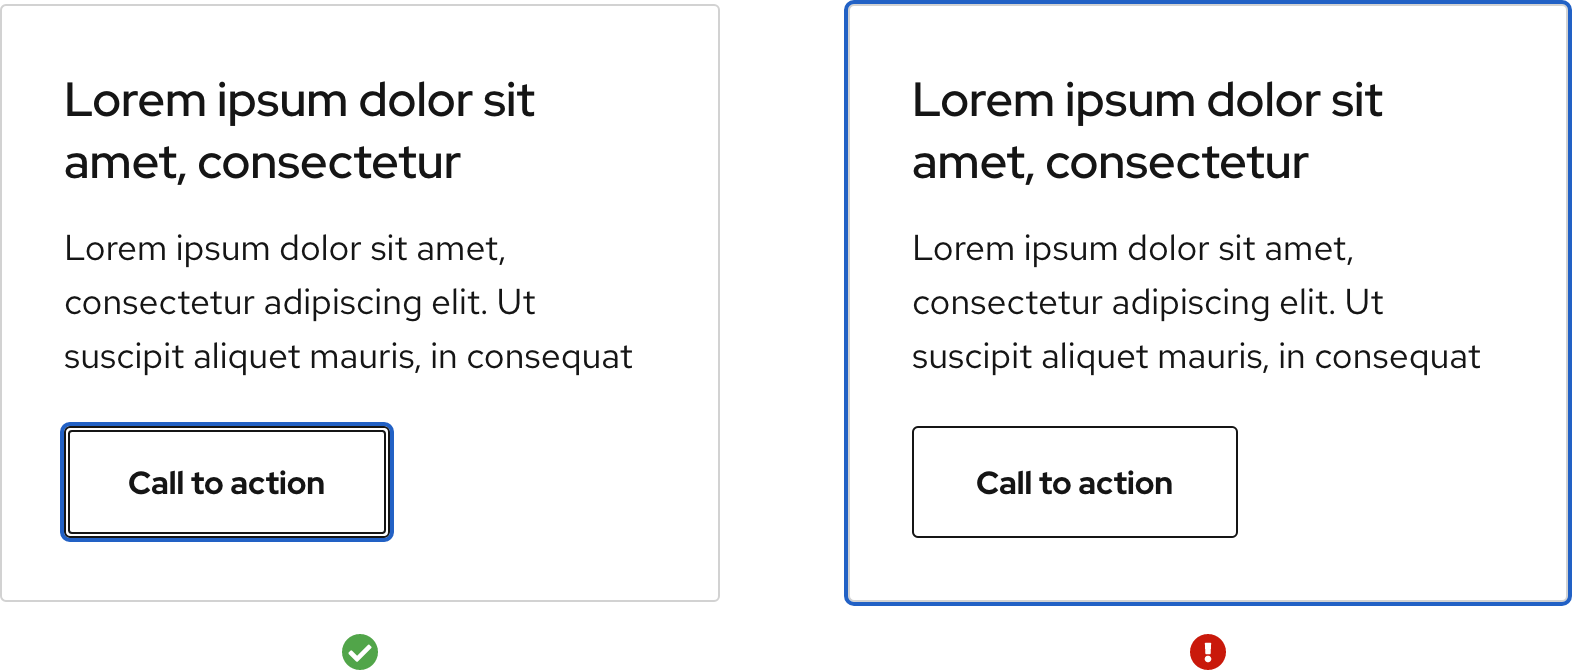 Lorem ipsum dolor sit
amet, consectetur
Lorem ipsum dolor sit amet,
consectetur adipiscing elit. Ut
suscipit aliquet mauris, in consequat
Call to action
Lorem ipsum dolor sit
amet, consectetur
Lorem ipsum dolor sit amet,
consectetur adipiscing elit. Ut
suscipit aliquet mauris, in consequat
Call to action